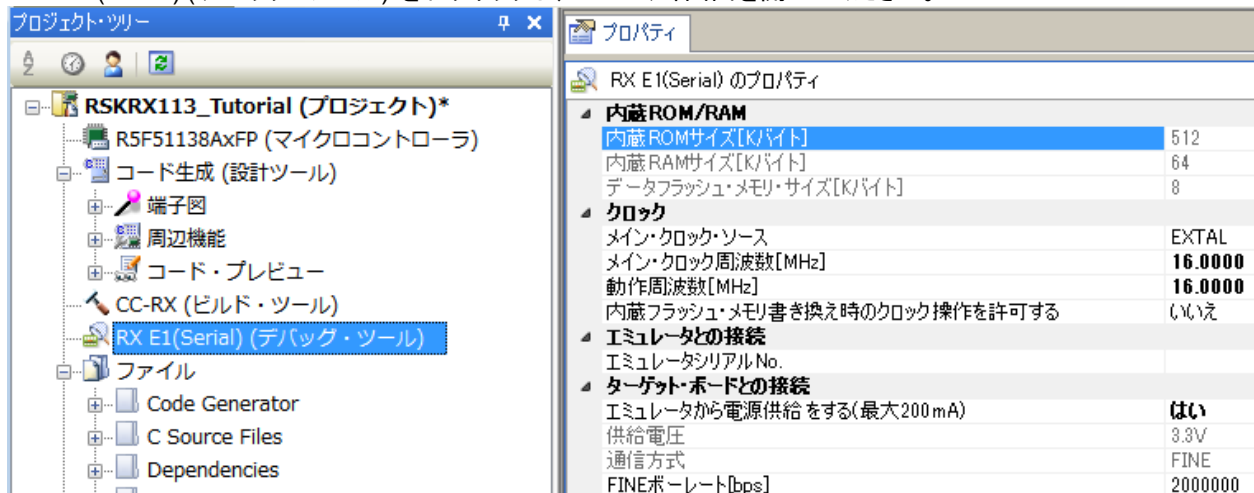 プロジェクト・ツリー
RSKRX113_Tutorial (プロジェクト)*
R5F51138AxFP (マイクロコントローラ)
コード生成 (設計ツール)
端子図
周辺機能
コード・プレビュー
CC-RX (ビルド・ツール)
RX E1(Serial) (デバッグ・ツール)
ファイル
Code Generator
C Source Files
Dependencies
プロパティ
RX E1(Serial) のプロパティ
内蔵ROM/RAM
内蔵ROMサイズ[Kバイト] 512
内蔵RAMサイズ[Kバイト] 64
データフラッシュ・メモリ・サイズ[Kバイト] 8
クロック
メイン・クロック・ソース EXTAL
メイン・クロック周波数[MHz] 16.0000
動作周波数[MHz] 16.0000
内蔵フラッシュ・メモリ書き換え時のクロック操作を許可する いいえ
エミュレータとの接続
エミュレータシリアルNo.
ターゲット・ボードとの接続
エミュレータから電源供給をする(最大200mA) はい
供給電圧 3.3V
通信方式 FINE
FINEボーレート[bps] 2000000